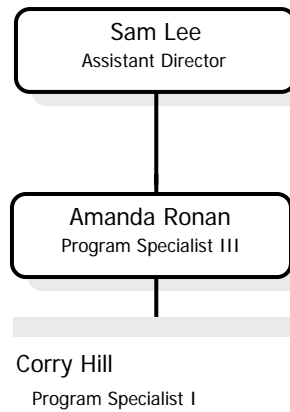 Sam Lee
Assistant Director
Amanda Ronan
Program Specialist III
Corry Hill
Program Specialist I